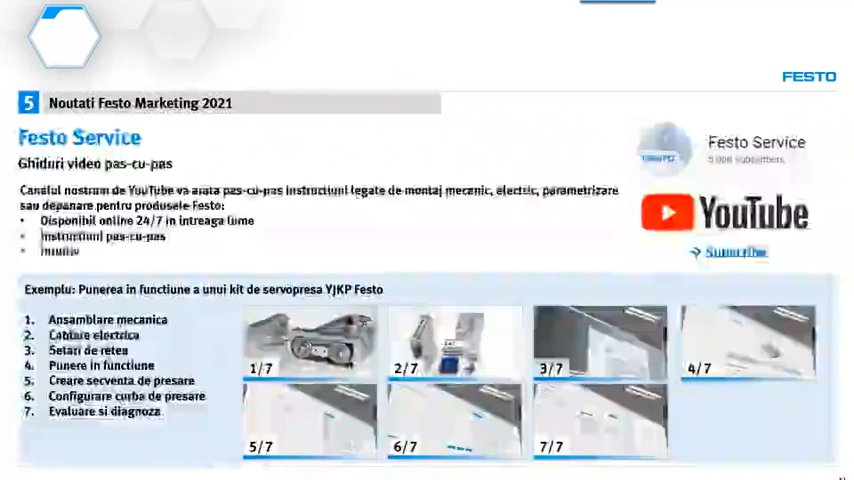 FESTO
5 Noutati Festo Marketing 2021
Festo Service
Ghiduri video pas-cu-pas
Canalul nostram de YouTube va arata pas-cu-pas instructiuni legate de montaj mecanic, electric, parametrizare
sau depanare pentru produsele Festo:
• Disponibil online 24/7 in intreaga lume
• Instructiuni pas-cu-pas
• Intuitiv
Festo Service
subscribers
YouTube
Subscribe
Exemplu: Punerea in functiune a unui kit de servopresa YJKP Festo
1. Ansamblare mecanica
2. Cablare electrica
3. Setari de retea
4. Punere in functiune
5. Creare secventa de presare
6. Configurare curba de presare
7. Evaluare si diagnoza
1/7
2/7
3/7
4/7
5/7
6/7
7/7